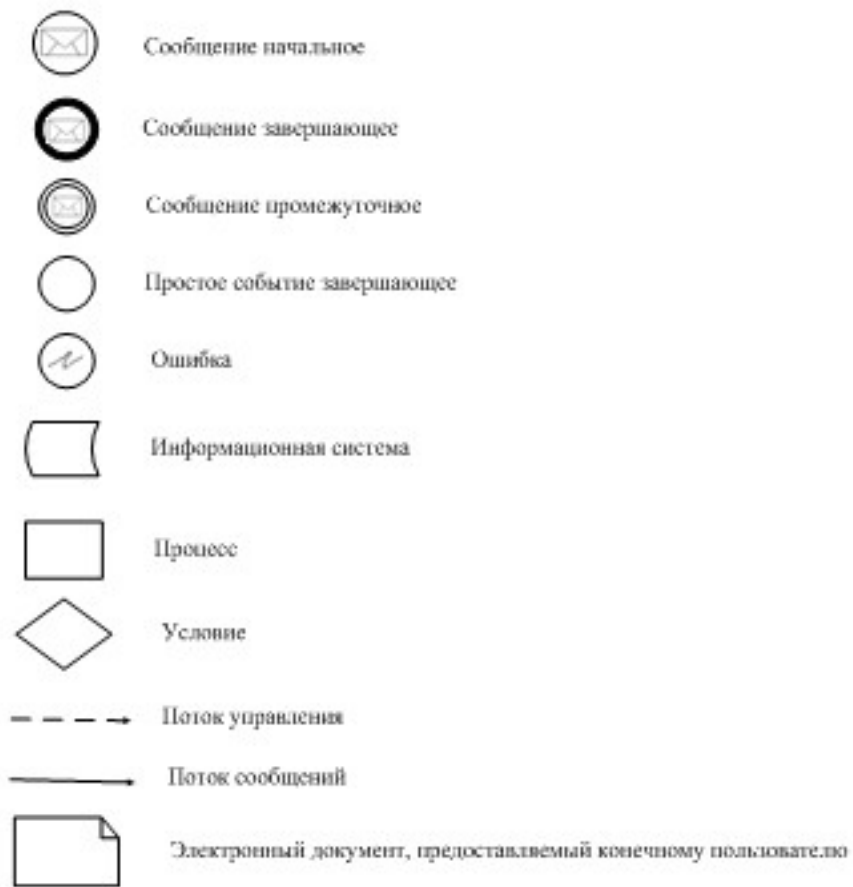 Сообщение начальное
Сообщение завершающее
Сообщение промежуточное
Простое событие завершающее
Ошибка
Информационная система
Процесс
Условие
Поток управления
Поток сообщений
Электронный документ, предоставляемый конечному пользователю